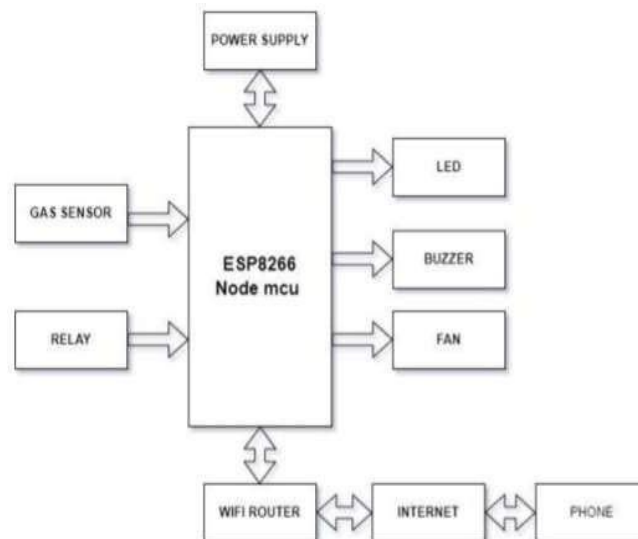 POWER SUPPLY
LED
GAS SENSOR
BUZZER
ESP8266
Node mcu
RELAY
FAN
WIFI ROUTER
INTERNET
PHONE